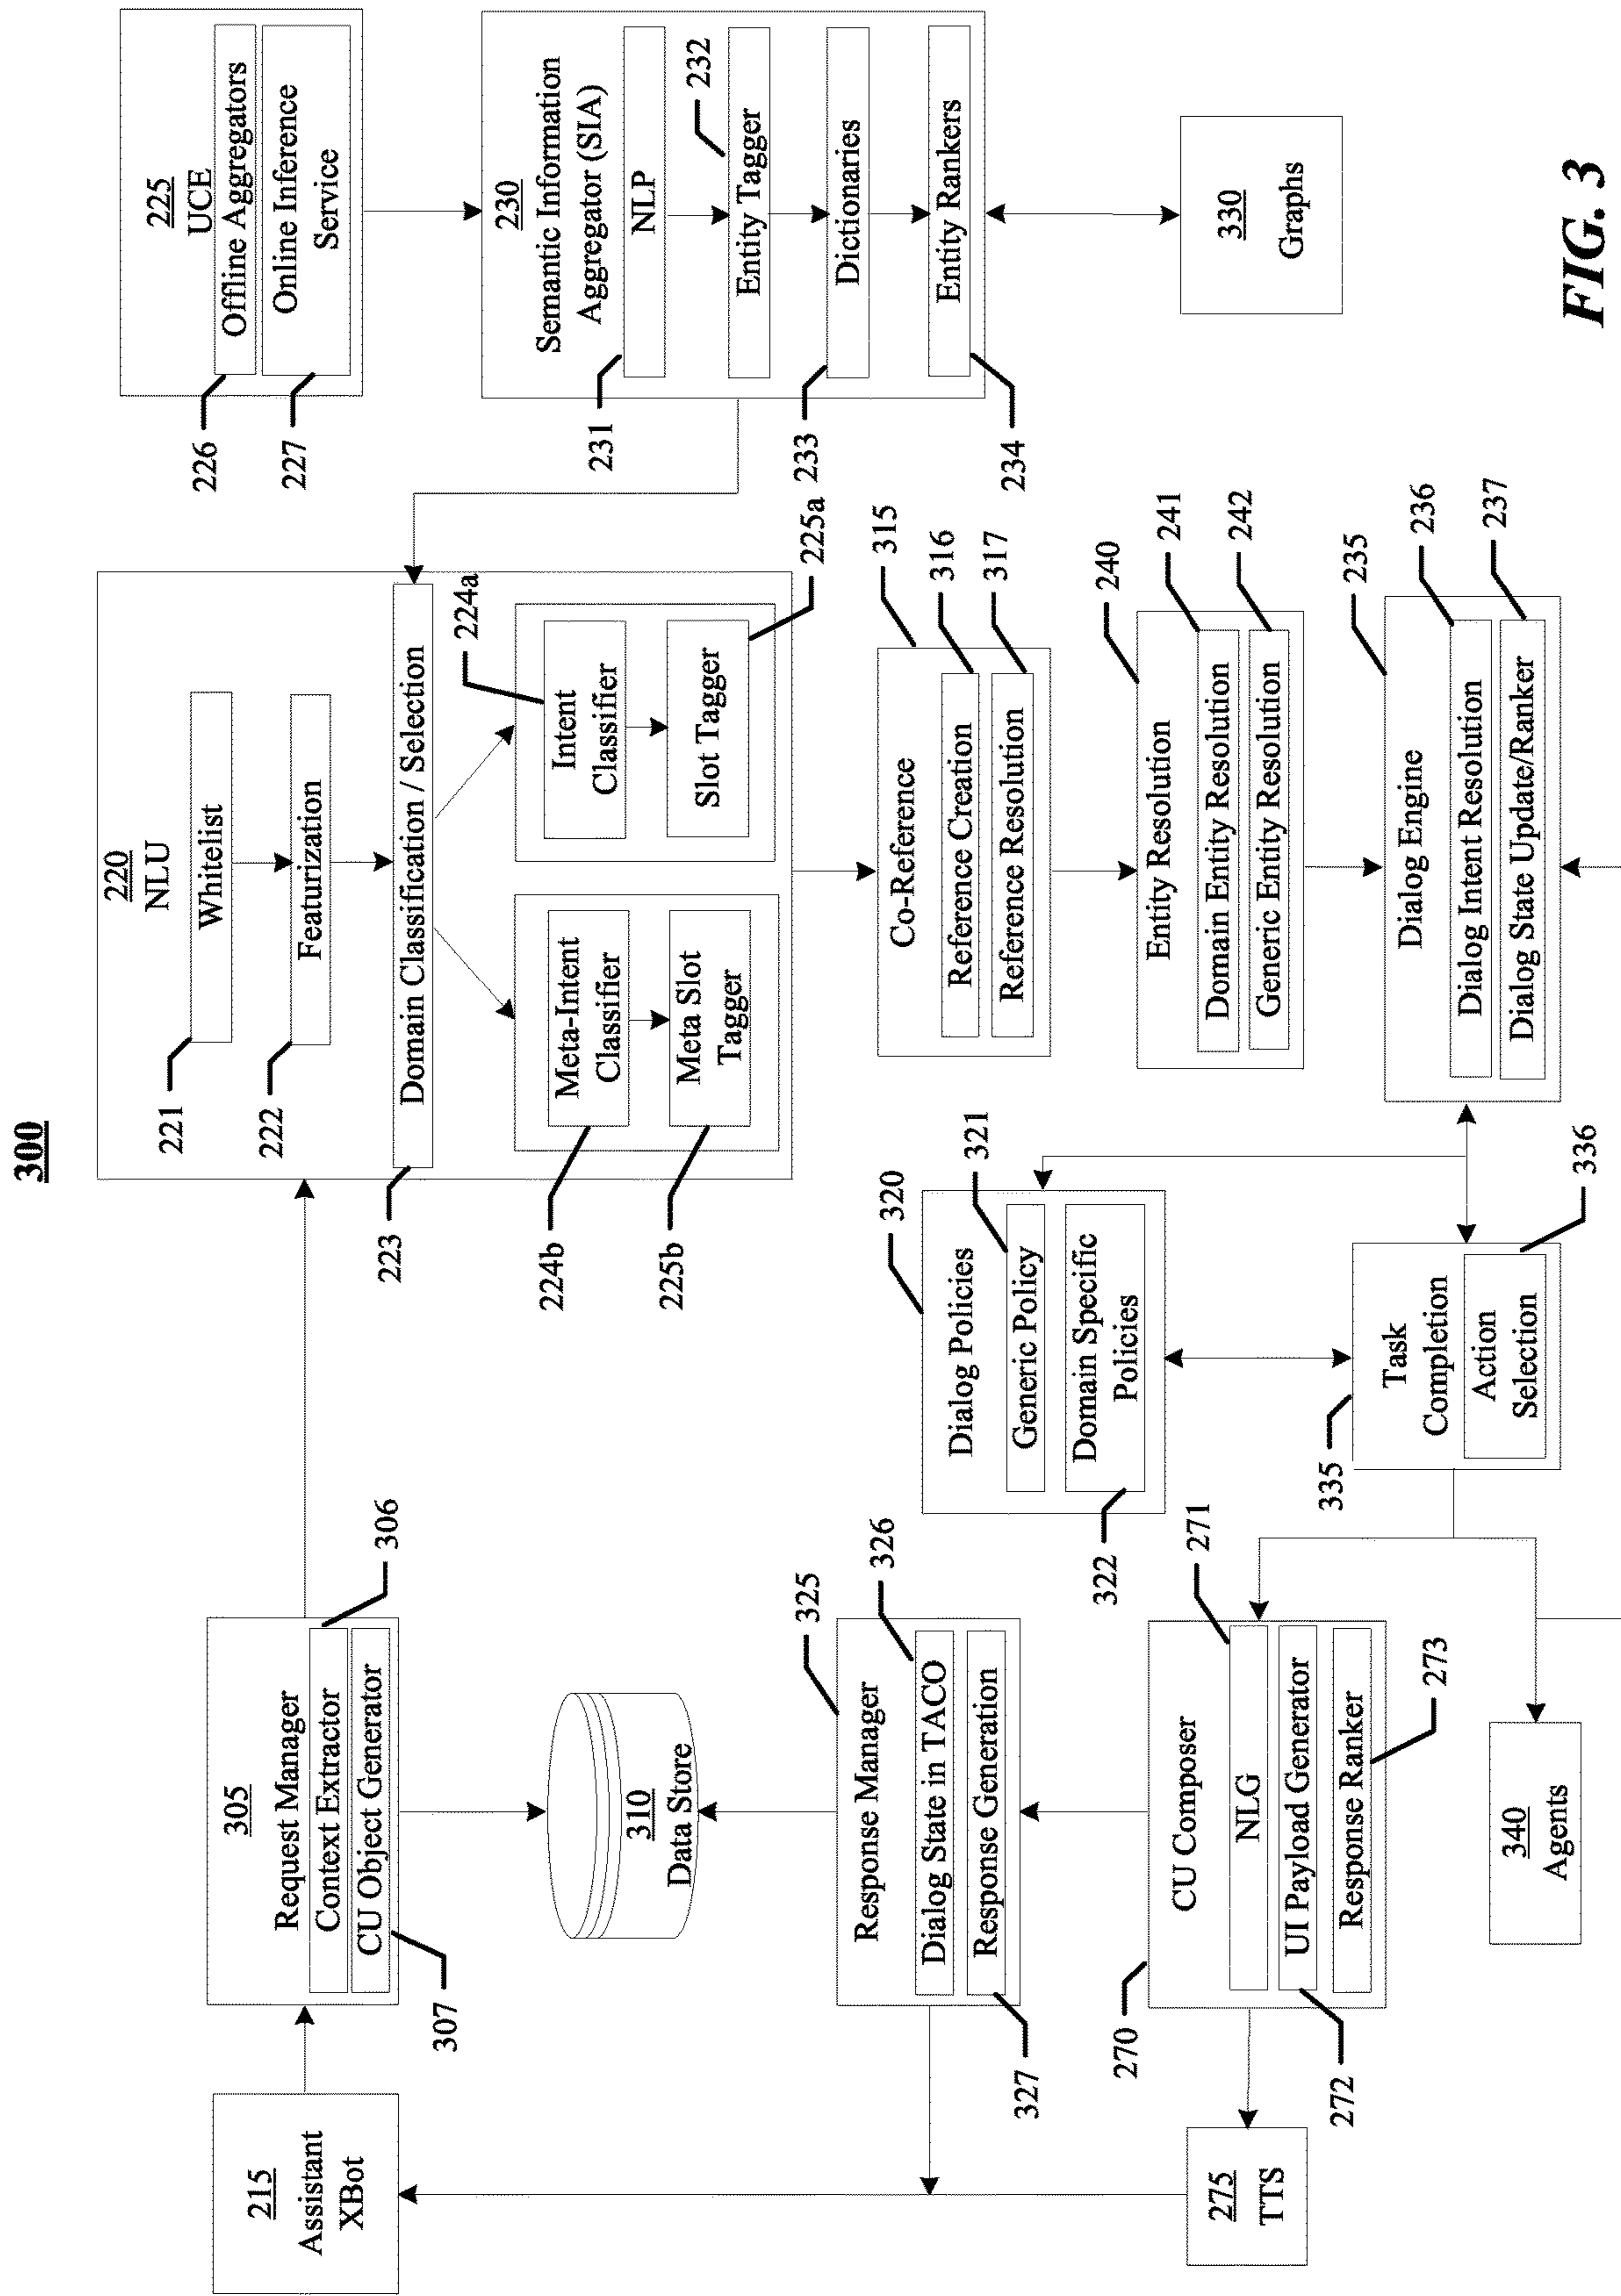 300
215
Assistant
XBot
305
Request Manager
Context Extractor
CU Object Generator
306
307
310
Data Store
220
NLU
Whitelist
221
Featurization
222
Domain Classification / Selection
223
Meta-Intent
Classifier
224b
Meta Slot
Tagger
225b
Intent
Classifier
224a
Slot Tagger
225a
225
UCE
Offline Aggregators
Online Inference
Service
226
227
230
Semantic Information
Aggregator (SIA)
NLP
231
Entity Tagger
232
Dictionaries
233
Entity Rankers
234
330
Graphs
Co-Reference
Reference Creation
Reference Resolution
315
316
317
Entity Resolution
Domain Entity Resolution
Generic Entity Resolution
240
241
242
Dialog Engine
Dialog Intent Resolution
Dialog State Update/Ranker
235
236
237
Dialog Policies
Generic Policy
Domain Specific
Policies
320
321
322
Task
Completion
Action
Selection
335
336
Response Manager
Dialog State in TACO
Response Generation
325
326
327
CU Composer
NLG
UI Payload Generator
Response Ranker
270
271
272
273
275
TTS
340
Agents
FIG. 3